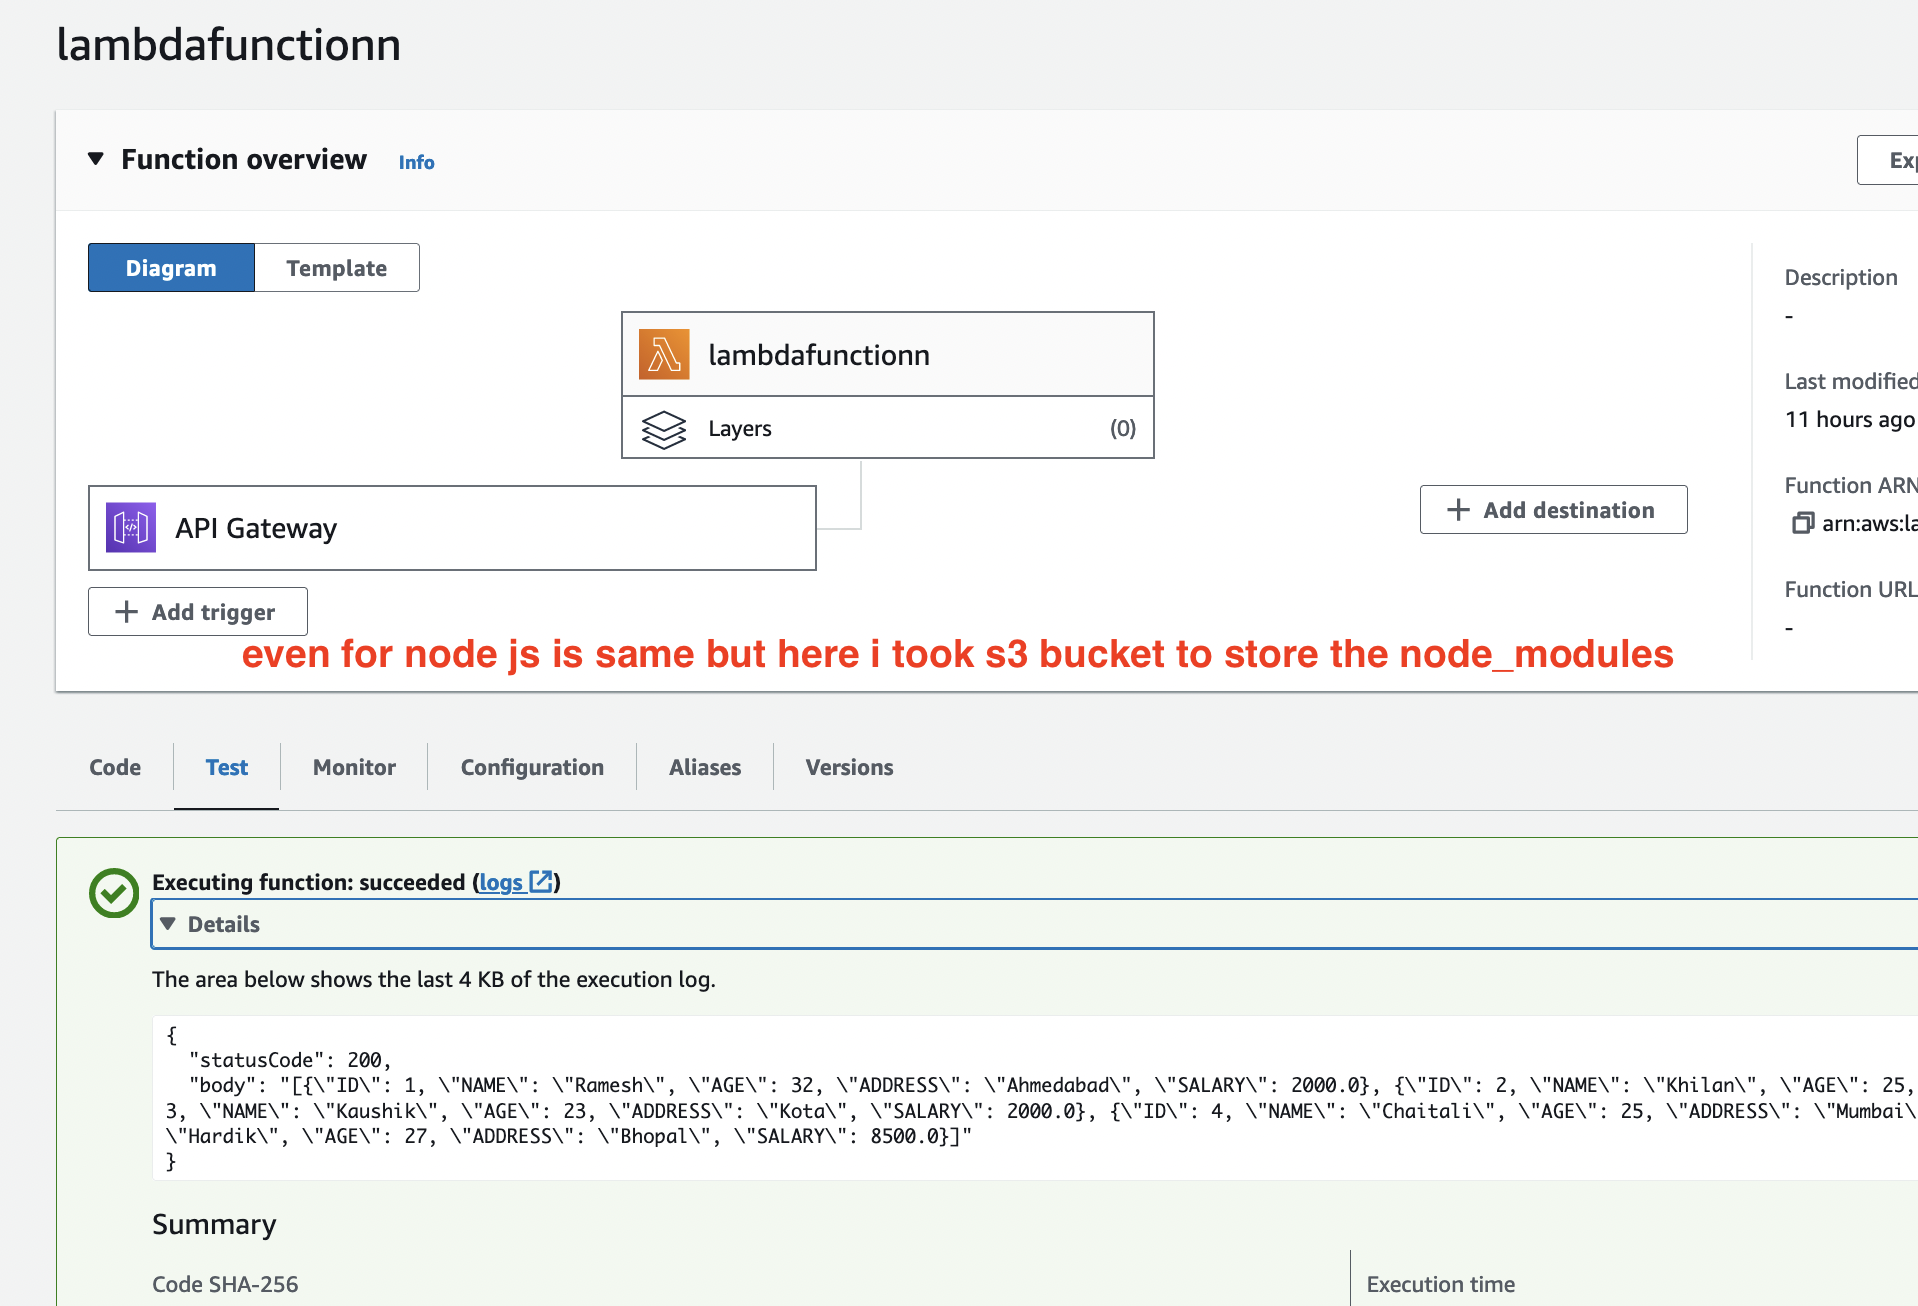 lambdafunctionn
Function overview Info
Exp
Diagram Template
Description
-
lambdafunctionn
Layers (0)
Last modified
11 hours ago
API Gateway
Add destination
Function ARN
arn:aws:la
Add trigger
Function URL
-
even for node js is same but here i took s3 bucket to store the node_modules
Code Test Monitor Configuration Aliases Versions
Executing function: succeeded (logs)
Details
The area below shows the last 4 KB of the execution log.
{
"statusCode": 200,
"body": "[{\"ID\": 1, \"NAME\": \"Ramesh\", \"AGE\": 32, \"ADDRESS\": \"Ahmedabad\", \"SALARY\": 2000.0}, {\"ID\": 2, \"NAME\": \"Khilan\", \"AGE\": 25,
3, \"NAME\": \"Kaushik\", \"AGE\": 23, \"ADDRESS\": \"Kota\", \"SALARY\": 2000.0}, {\"ID\": 4, \"NAME\": \"Chaitali\", \"AGE\": 25, \"ADDRESS\": \"Mumbai\
\"Hardik\", \"AGE\": 27, \"ADDRESS\": \"Bhopal\", \"SALARY\": 8500.0}]"
}
Summary
Code SHA-256
Execution time